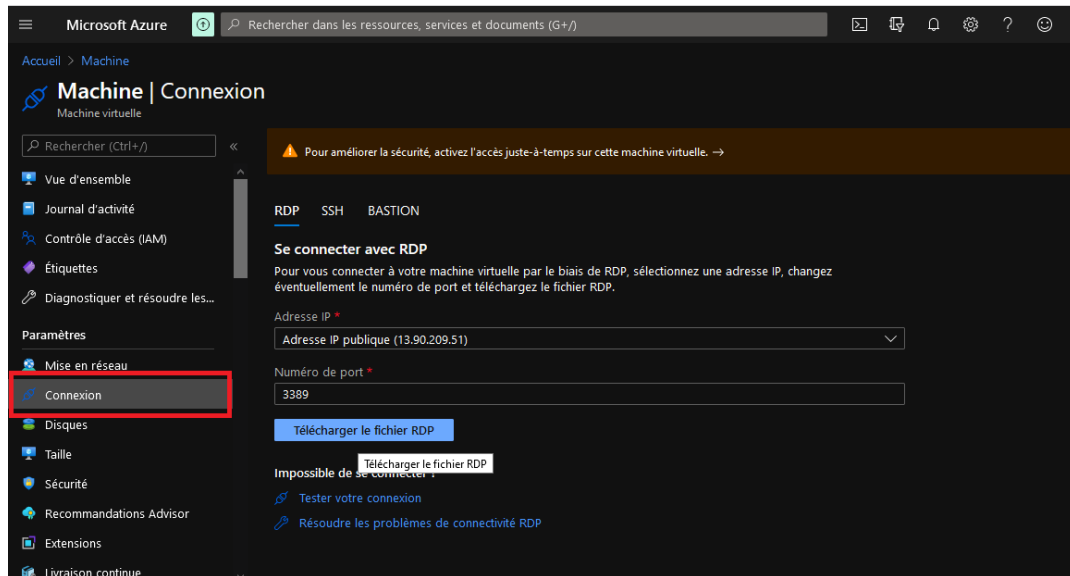 Microsoft Azure
Rechercher dans les ressources, services et documents (G+/)
Accueil > Machine
Machine | Connexion
Machine virtuelle
Rechercher (Ctrl+/)
«
Pour améliorer la sécurité, activez l'accès juste-à-temps sur cette machine virtuelle. →
Vue d'ensemble
Journal d'activité
Contrôle d'accès (IAM)
Étiquettes
Diagnostiquer et résoudre les...
Paramètres
Mise en réseau
Connexion
Disques
Taille
Sécurité
Recommandations Advisor
Extensions
Livraison continue
RDP SSH BASTION
Se connecter avec RDP
Pour vous connecter à votre machine virtuelle par le biais de RDP, sélectionnez une adresse IP, changez
éventuellement le numéro de port et téléchargez le fichier RDP.
Adresse IP *
Adresse IP publique (13.90.209.51)
Numéro de port *
3389
Télécharger le fichier RDP
Télécharger le fichier RDP
Impossible de se connecter ?
Tester votre connexion
Résoudre les problèmes de connectivité RDP